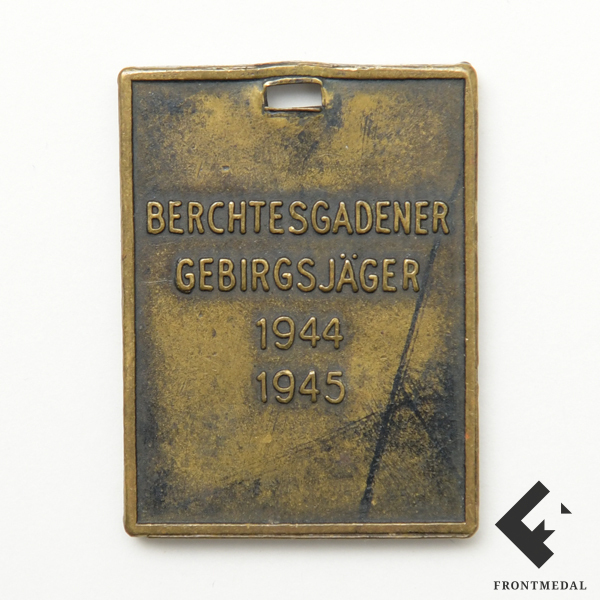 BERCHTESGADENER
GEBIRGSJÄGER
1944
1945
FRONTMEDAL